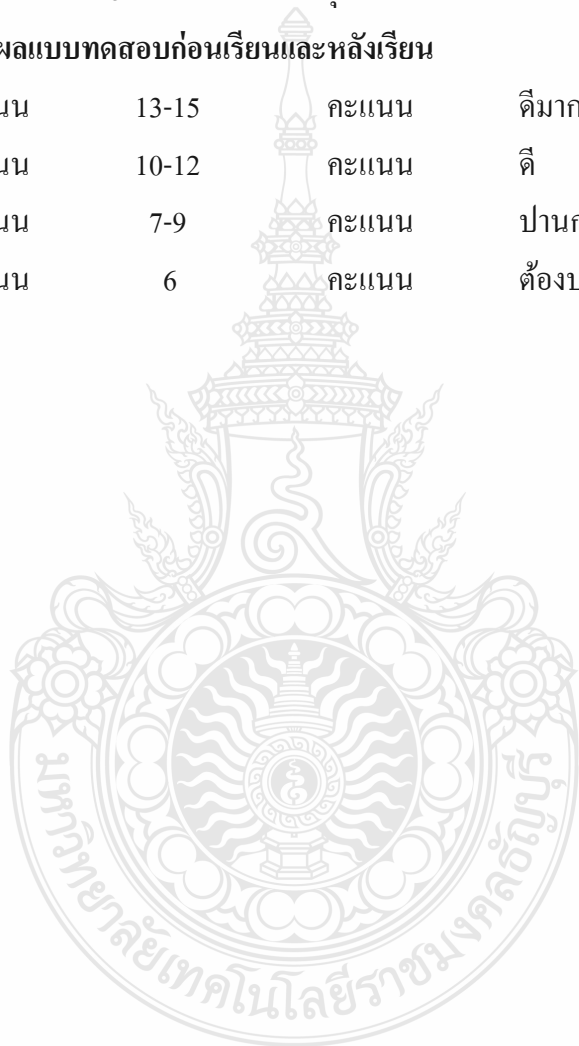 ผลแบบทดสอบก่อนเรียนและหลังเรียน
นน 13-15 คะแนน ดีมาก
นน 10-12 คะแนน ดี
นน 7-9 คะแนน ปานก
นน 6 คะแนน ต้องป
มหาวิทยาลัยเทคโนโลยีราชมงคลธัญบุรี